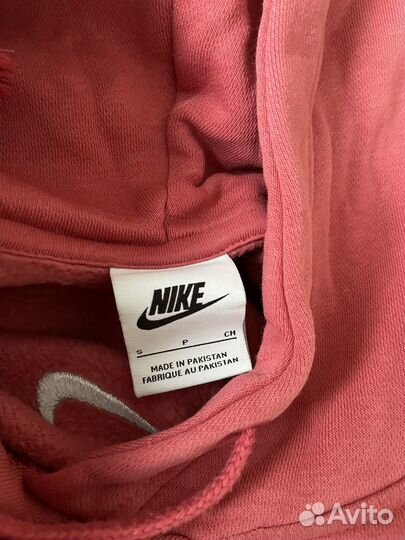 NIKE
S P CH
MADE IN PAKISTAN
FABRIQUE AU PAKISTAN
Avito